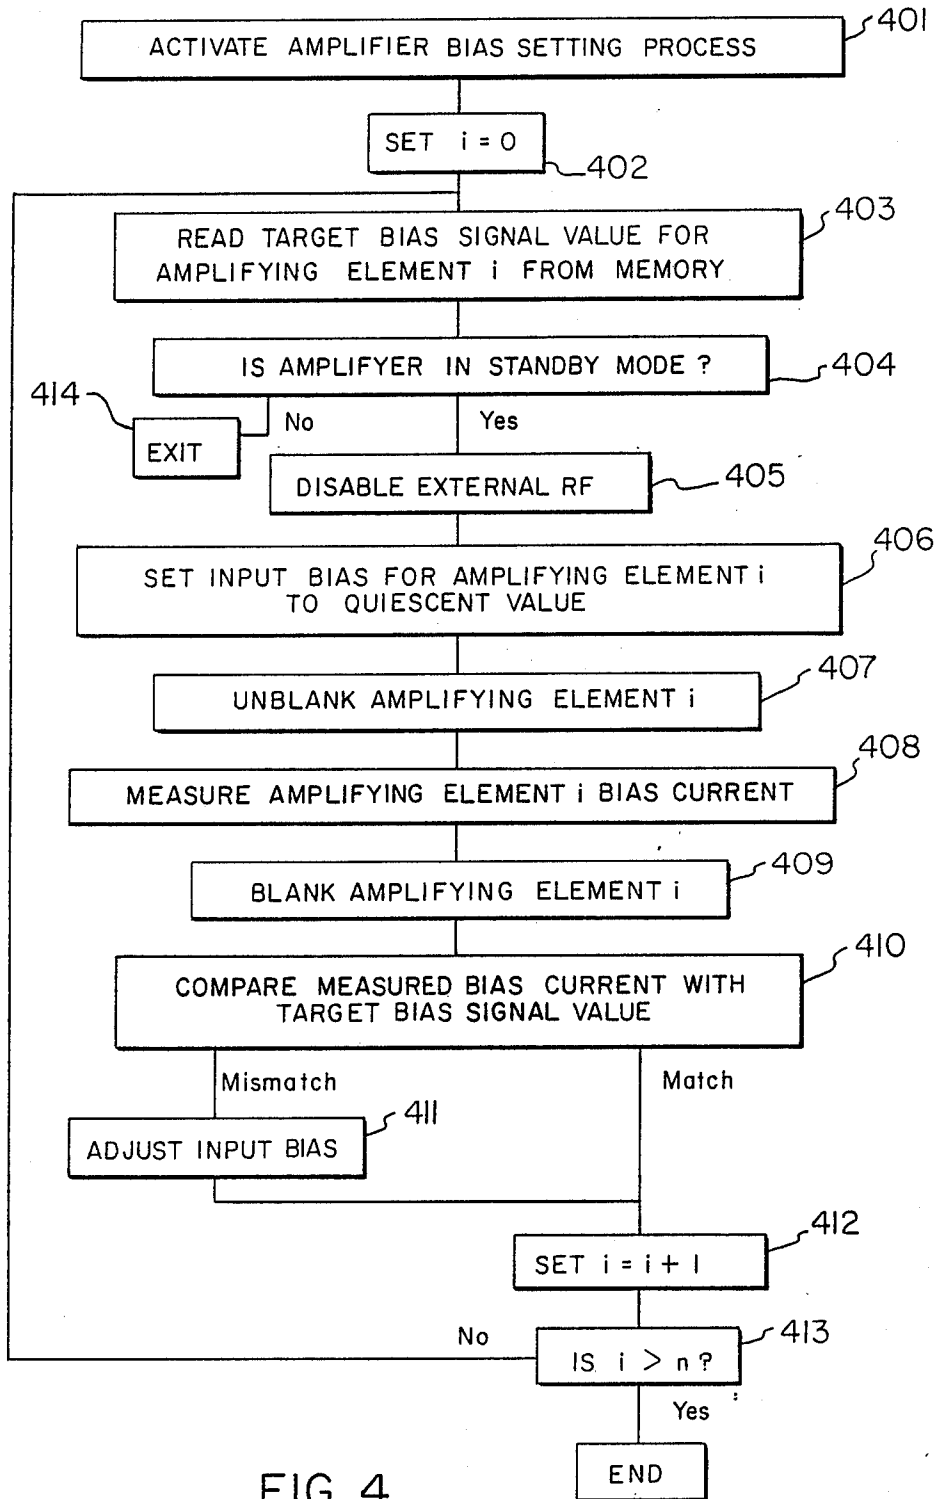 401
ACTIVATE AMPLIFIER BIAS SETTING PROCESS
SET i = 0
402
403
READ TARGET BIAS SIGNAL VALUE FOR
AMPLIFYING ELEMENT i FROM MEMORY
IS AMPLIFYER IN STANDBY MODE ?
404
414
No
Yes
EXIT
DISABLE EXTERNAL RF
405
406
SET INPUT BIAS FOR AMPLIFYING ELEMENT i
TO QUIESCENT VALUE
407
UNBLANK AMPLIFYING ELEMENT i
408
MEASURE AMPLIFYING ELEMENT i BIAS CURRENT
409
BLANK AMPLIFYING ELEMENT i
410
COMPARE MEASURED BIAS CURRENT WITH
TARGET BIAS SIGNAL VALUE
Mismatch
Match
411
ADJUST INPUT BIAS
412
SET i = i + 1
413
No
IS i > n ?
Yes
END
FIG. 4